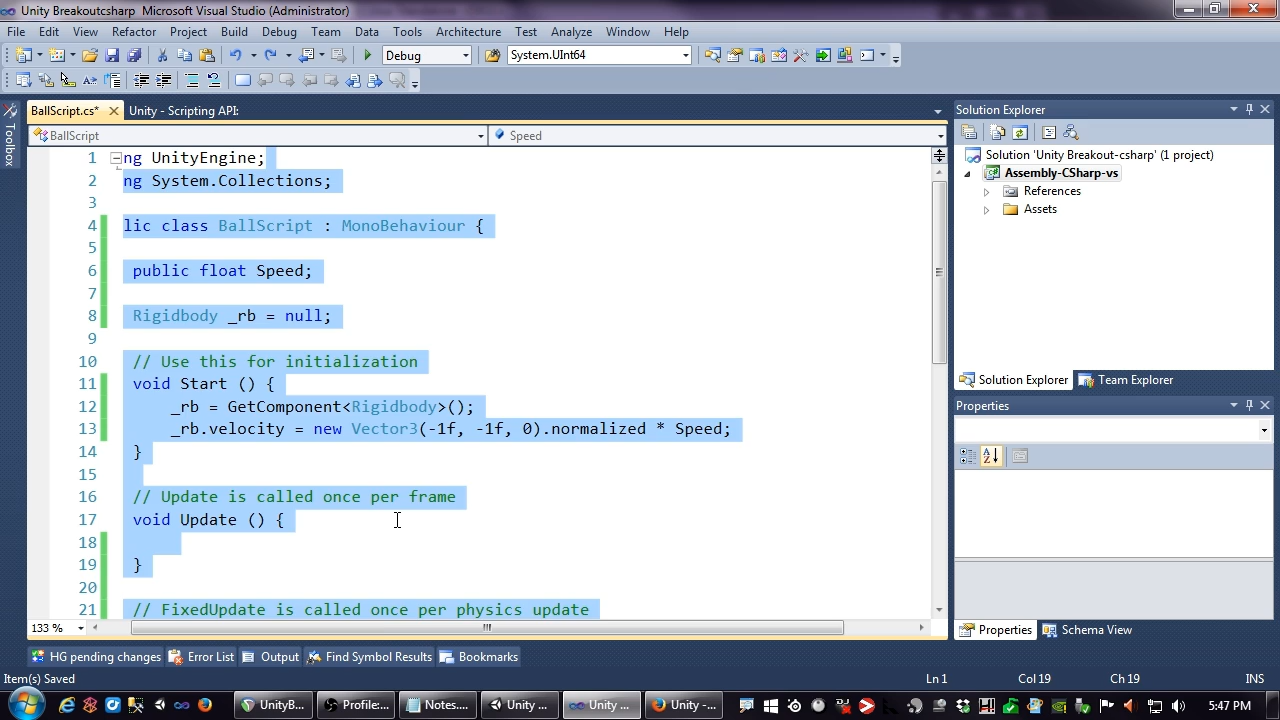 Unity Breakoutcsharp - Microsoft Visual Studio (Administrator)
File Edit View Refactor Project Build Debug Team Data Tools Architecture Test Analyze Window Help
Debug System.UInt64
BallScript.cs* Unity - Scripting API:
BallScript Speed
Toolbox
1 ng UnityEngine;
2 ng System.Collections;
3
4 lic class BallScript : MonoBehaviour {
5
6 public float Speed;
7
8 Rigidbody _rb = null;
9
10 // Use this for initialization
11 void Start () {
12 _rb = GetComponent<Rigidbody>();
13 _rb.velocity = new Vector3(-1f, -1f, 0).normalized * Speed;
14 }
15
16 // Update is called once per frame
17 void Update () {
18
19 }
20
21 // FixedUpdate is called once per physics update
133 %
Solution Explorer
Solution 'Unity Breakout-csharp' (1 project)
Assembly-CSharp-vs
References
Assets
Solution Explorer Team Explorer
Properties
Properties Schema View
HG pending changes Error List Output Find Symbol Results Bookmarks
Item(s) Saved Ln 1 Col 19 Ch 19 INS
UnityB... Profile:... Notes.... Unity ... Unity ... Unity -... 5:47 PM